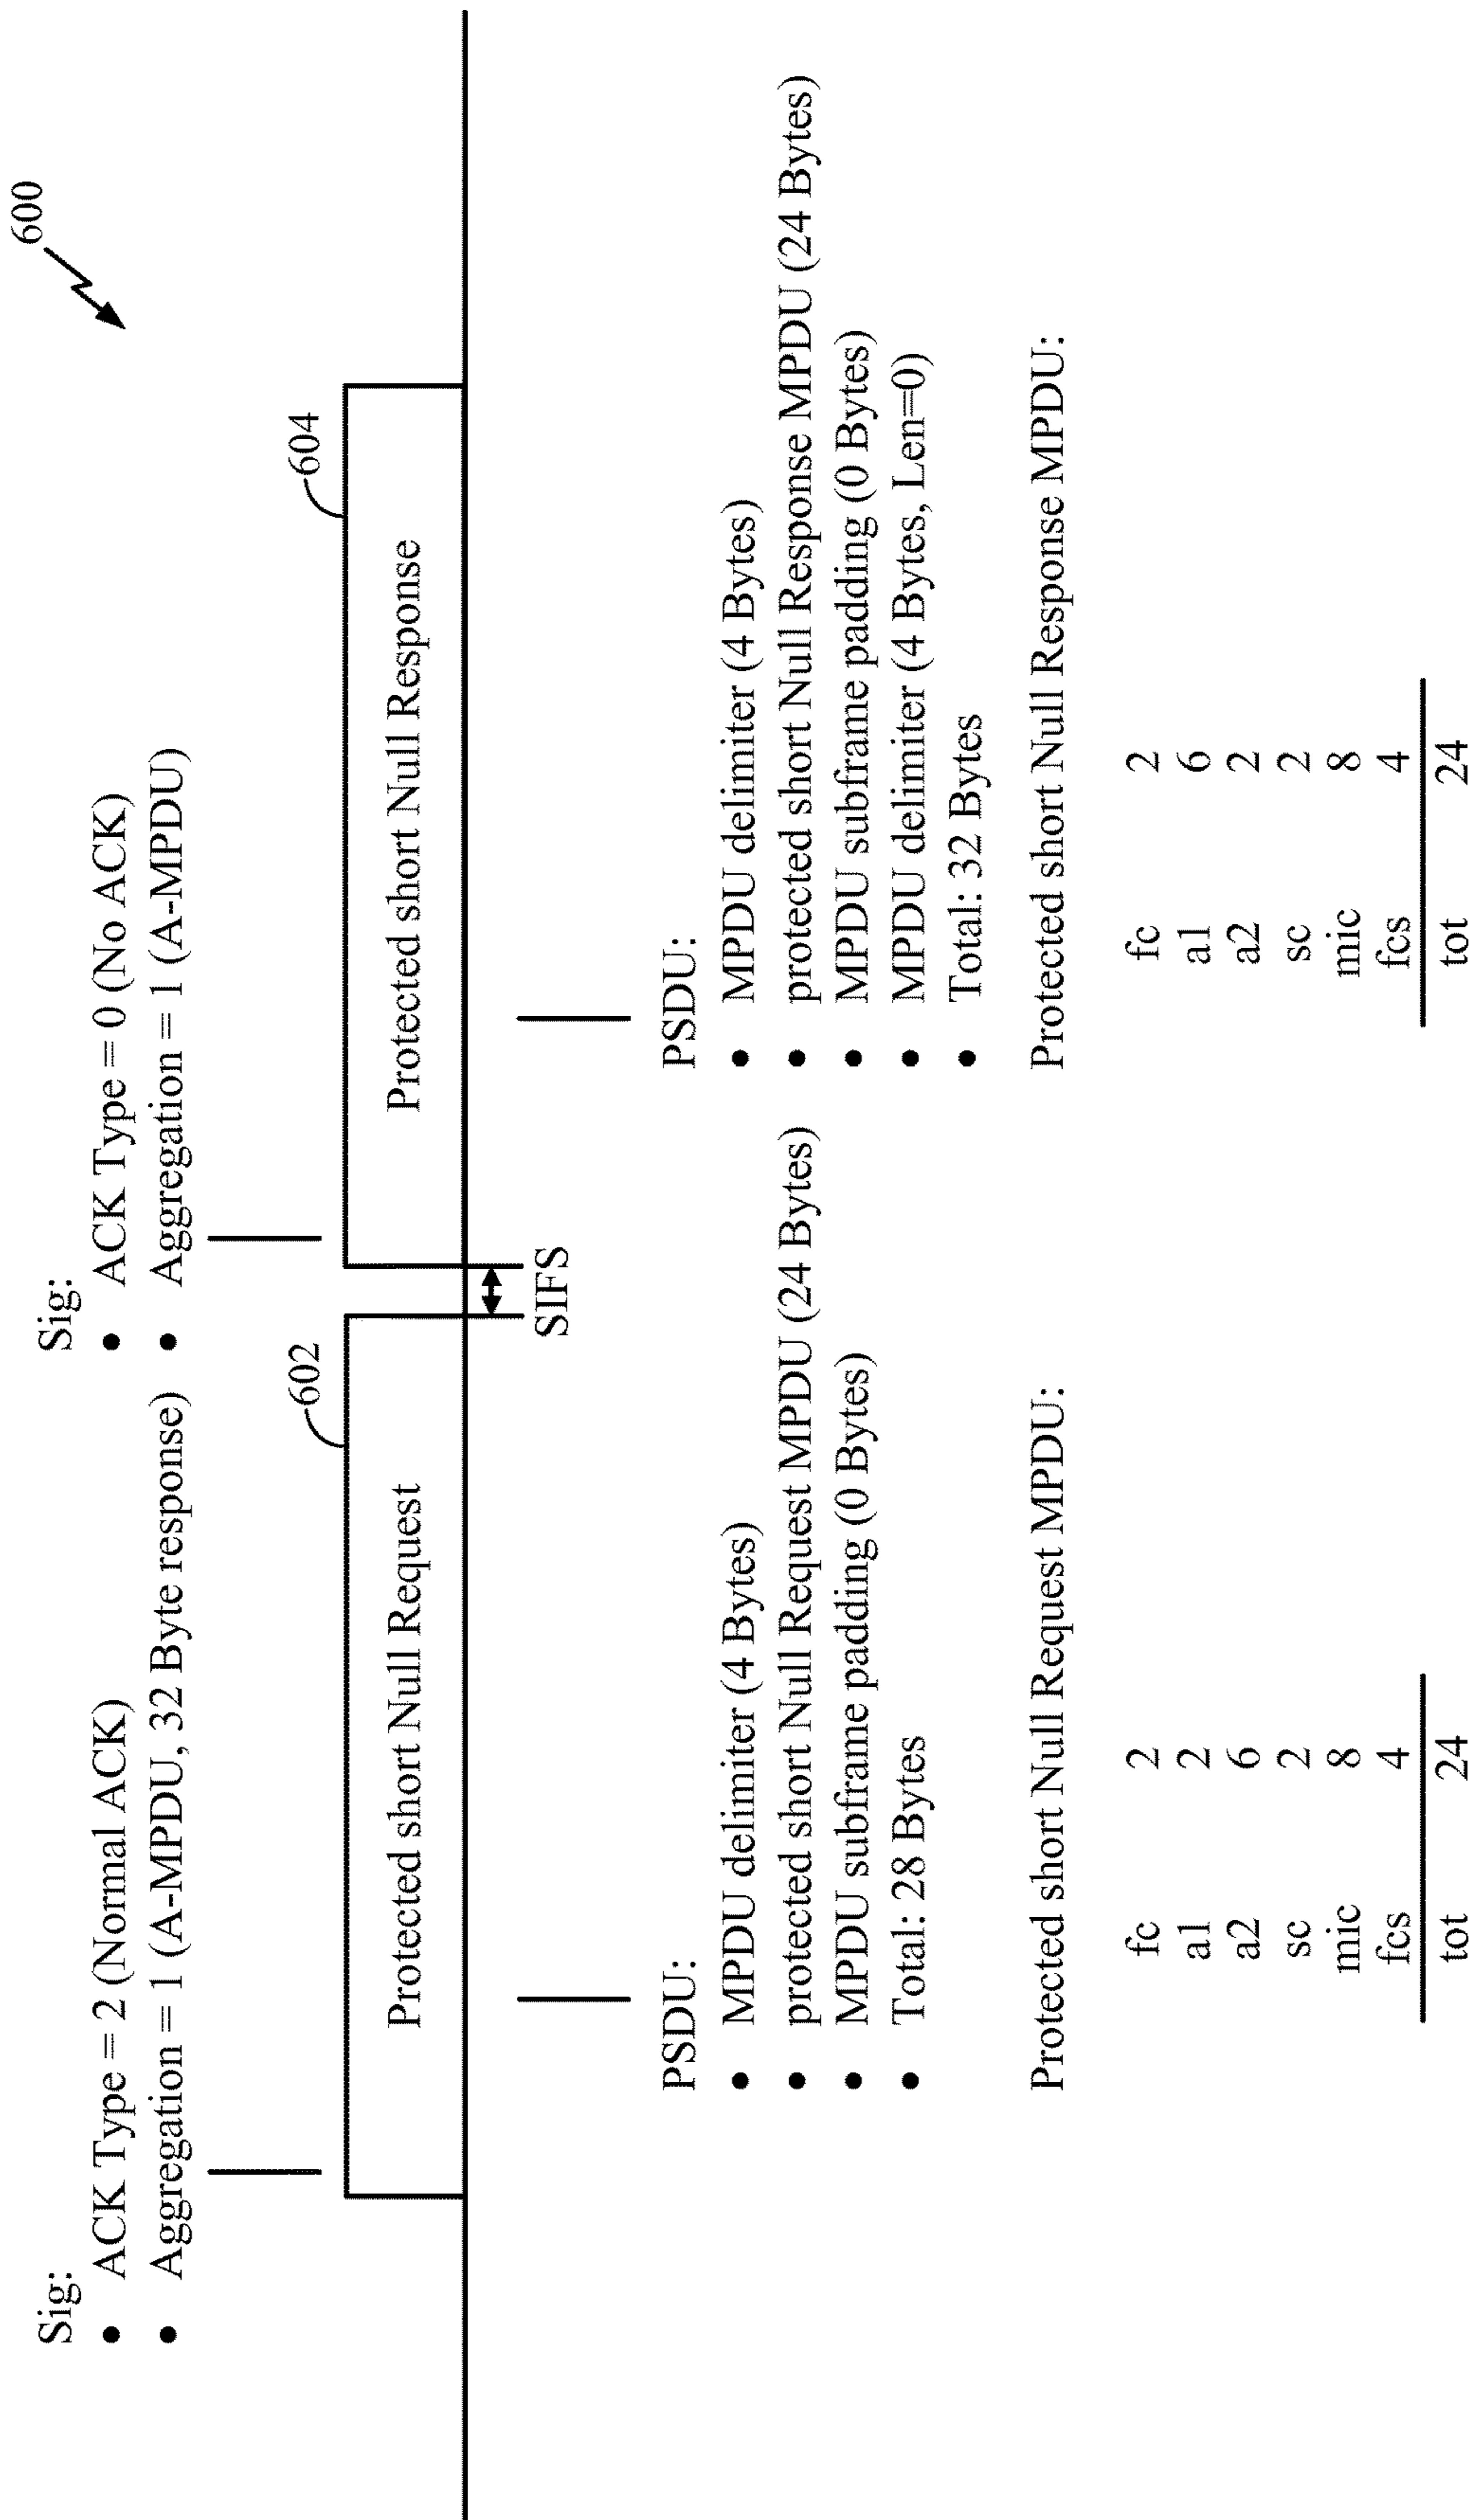 600
Sig:
• ACK Type = 2 (Normal ACK)
• Aggregation = 1 (A-MPDU, 32 Byte response)
Sig:
• ACK Type = 0 (No ACK)
• Aggregation = 1 (A-MPDU)
602
604
Protected short Null Request
Protected short Null Response
SIFS
PSDU:
• MPDU delimiter (4 Bytes)
• protected short Null Request MPDU (24 Bytes)
• MPDU subframe padding (0 Bytes)
• Total: 28 Bytes
Protected short Null Request MPDU:
fc 2
a1 2
a2 6
sc 2
mic 8
fcs 4
tot 24
PSDU:
• MPDU delimiter (4 Bytes)
• protected short Null Response MPDU (24 Bytes)
• MPDU subframe padding (0 Bytes)
• MPDU delimiter (4 Bytes, Len=0)
• Total: 32 Bytes
Protected short Null Response MPDU:
fc 2
a1 6
a2 2
sc 2
mic 8
fcs 4
tot 24